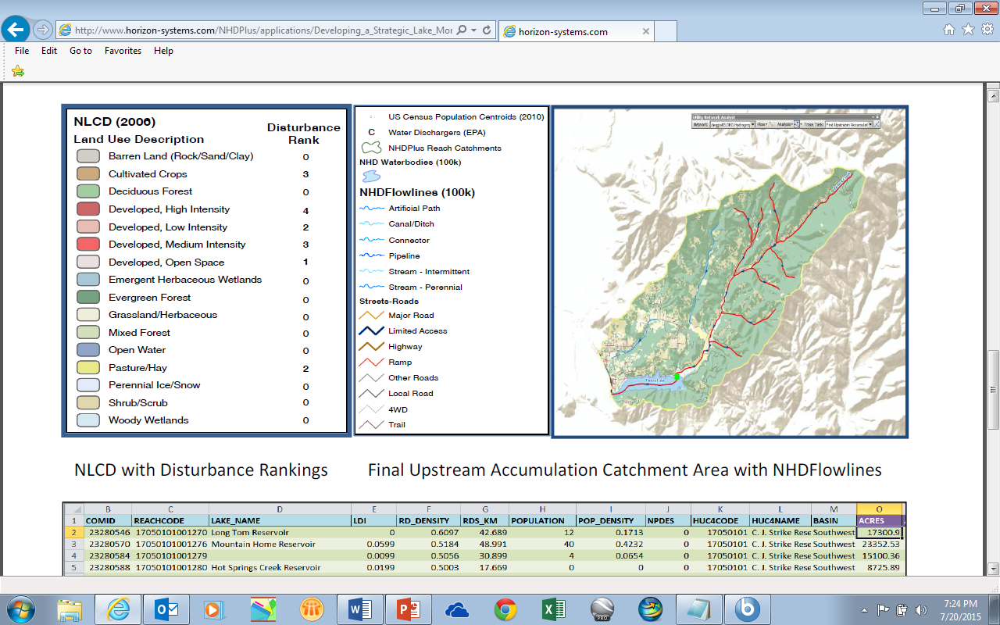 http://www.horizon-systems.com/NHDPlus/applications/Developing_a_Strategic_Lake_Mor
horizon-systems.com
File Edit Go to Favorites Help
NLCD (2006)
Land Use Description
Disturbance
Rank
Barren Land (Rock/Sand/Clay) 0
Cultivated Crops 3
Deciduous Forest 0
Developed, High Intensity 4
Developed, Low Intensity 2
Developed, Medium Intensity 3
Developed, Open Space 1
Emergent Herbaceous Wetlands 0
Evergreen Forest 0
Grassland/Herbaceous 0
Mixed Forest 0
Open Water 0
Pasture/Hay 2
Perennial Ice/Snow 0
Shrub/Scrub 0
Woody Wetlands 0
US Census Population Centroids (2010)
C Water Dischargers (EPA)
NHDPlus Reach Catchments
NHD Waterbodies (100k)
NHDFlowlines (100k)
Artificial Path
Canal/Ditch
Connector
Pipeline
Stream - Intermittent
Stream - Perennial
Streets-Roads
Major Road
Limited Access
Highway
Ramp
Other Roads
Local Road
4WD
Trail
Utility Network Analyst
Network: Flow Analysis Trace Task: Find Upstream Accumulat
NLCD with Disturbance Rankings
Final Upstream Accumulation Catchment Area with NHDFlowlines
B C D E F G H I J K L M O
1 COMID REACHCODE LAKE_NAME LDI RD_DENSITY RDS_KM POPULATION POP_DENSITY NPDES HUC4CODE HUC4NAME BASIN ACRES
2 23280546 17050101001270 Long Tom Reservoir 0 0.6097 42.689 12 0.1713 0 17050101 C. J. Strike Rese Southwest 17300.9
3 23280570 17050101001276 Mountain Home Reservoir 0.0599 0.5184 48.991 40 0.4232 0 17050101 C. J. Strike Rese Southwest 23352.53
4 23280584 17050101001279 0.0099 0.5056 30.899 4 0.0654 0 17050101 C. J. Strike Rese Southwest 15100.36
5 23280588 17050101001280 Hot Springs Creek Reservoir 0.0199 0.5003 17.669 0 0 0 17050101 C. J. Strike Rese Southwest 8725.89
PRO
7:24 PM
7/20/2015